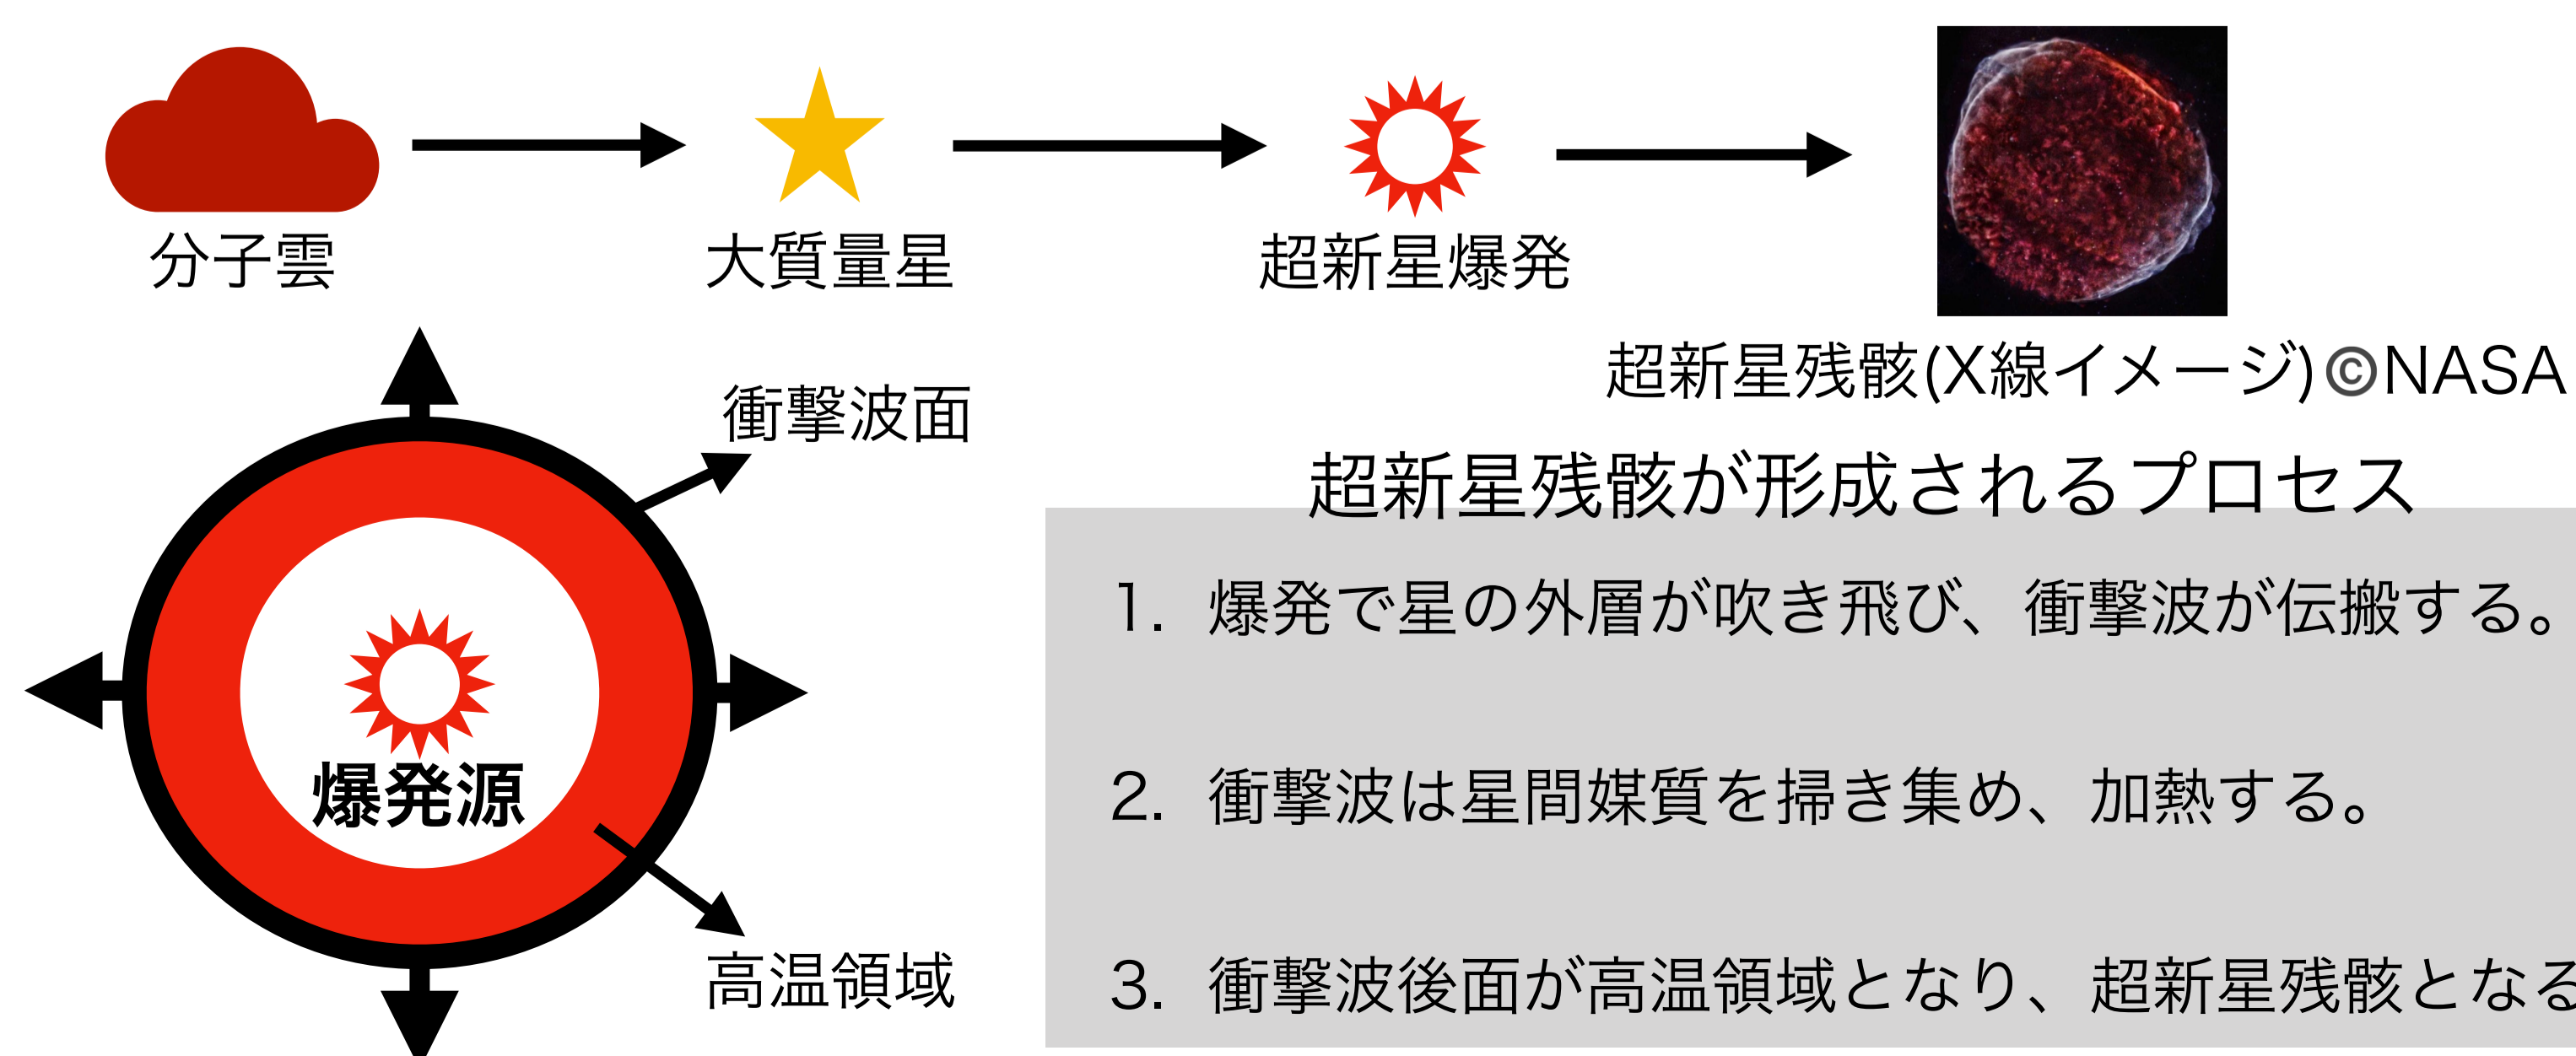 分子雲
大質量星
超新星爆発
超新星残骸(X線イメージ)©NASA
衝撃波面
超新星残骸が形成されるプロセス
1. 爆発で星の外層が吹き飛び、衝撃波が伝搬する。
爆発源
2. 衝撃波は星間媒質を掃き集め、加熱する。
高温領域
3. 衝撃波後面が高温領域となり、超新星残骸となる